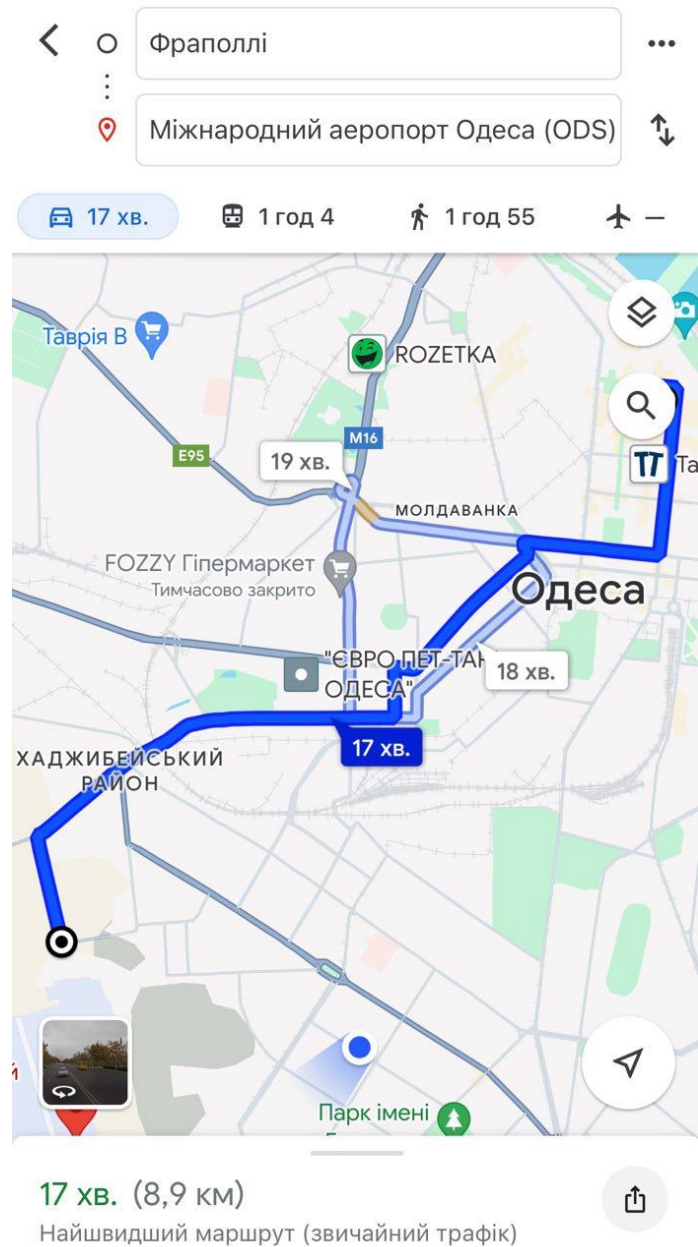 Фраполлі
Міжнародний аеропорт Одеса (ODS)
17 хв.
1 год 4
1 год 55
—
Таврія В
ROZETKA
M16
E95
19 хв.
ТТ
Та
МОЛДАВАНКА
FOZZY Гіпермаркет
Тимчасово закрито
Одеса
"ЄВРО ПЕТ-ТАН
ОДЕСА"
18 хв.
17 хв.
ХАДЖИБЕЙСЬКИЙ
РАЙОН
й
Парк імені
17 хв. (8,9 км)
Найшвидший маршрут (звичайний трафік)